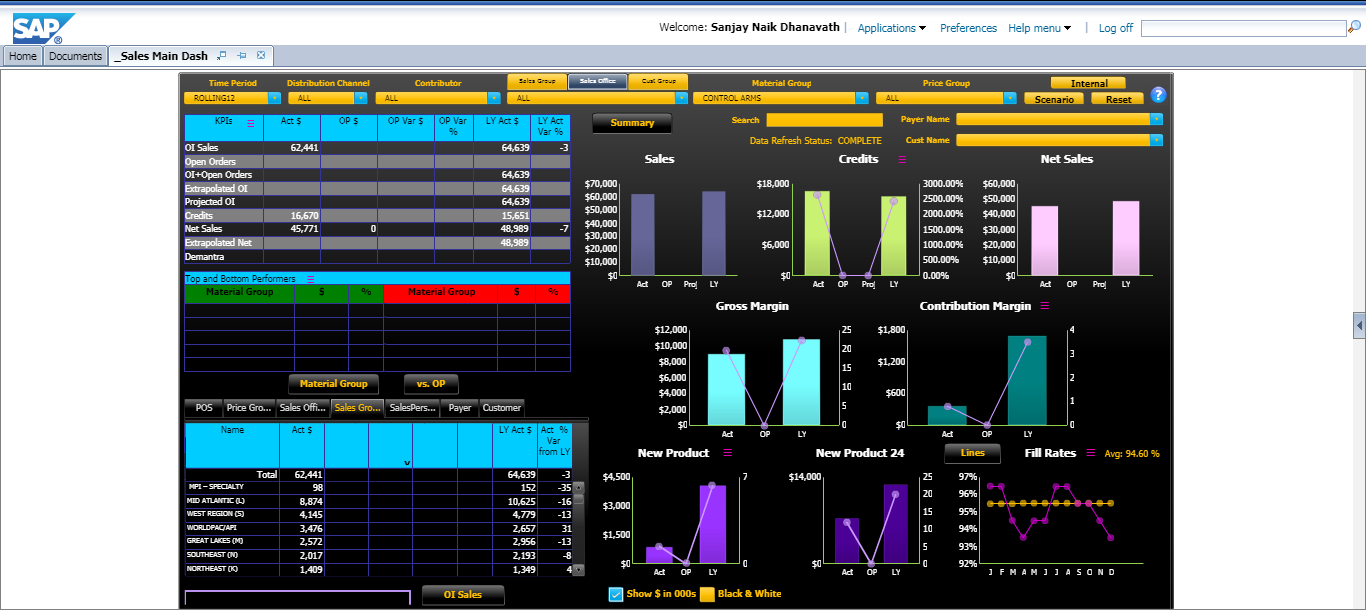 SAP ®
Welcome: Sanjay Naik Dhanavath | Applications Preferences Help menu | Log off
Home Documents _Sales Main Dash
Time Period Distribution Channel Contributor Sales Group Sales Office Cust Group Material Group Price Group Internal
ROLLING12 ALL ALL ALL CONTROL ARMS ALL Scenario Reset ?
KPIs Act $ OP $ OP Var $ OP Var % LY Act $ LY Act Var %
OI Sales 62,441 64,639 -3
Open Orders
OI+Open Orders 64,639
Extrapolated OI 64,639
Projected OI 64,639
Credits 16,670 15,651
Net Sales 45,771 0 48,989 -7
Extrapolated Net 48,989
Demantra
Summary Search Payer Name
Data Refresh Status: COMPLETE Cust Name
Sales
$70,000
$60,000
$50,000
$40,000
$30,000
$20,000
$10,000
$0
Act OP Proj LY
Credits
$18,000
$12,000
$6,000
$0
3000.00%
2500.00%
2000.00%
1500.00%
1000.00%
500.00%
0.00%
Act OP Proj LY
Net Sales
$60,000
$50,000
$40,000
$30,000
$20,000
$10,000
$0
Act OP Proj LY
Top and Bottom Performers
Material Group $ % Material Group $ %
Gross Margin
$12,000
$10,000
$8,000
$6,000
$4,000
$2,000
$0
25
20
15
10
5
0
Act OP LY
Contribution Margin
$1,800
$1,200
$600
$0
4
3
2
1
0
Act OP LY
Material Group vs. OP
POS Price Gro... Sales Offi... Sales Gro... SalesPers... Payer Customer
Name Act $ v LY Act $ Act % Var from LY
Total 62,441 64,639 -3
MPI - SPECIALTY 98 152 -35
MID ATLANTIC (L) 8,874 10,625 -16
WEST REGION (S) 4,145 4,779 -13
WORLDPAC/API 3,476 2,657 31
GREAT LAKES (M) 2,572 2,956 -13
SOUTHEAST (N) 2,017 2,193 -8
NORTHEAST (K) 1,409 1,349 4
OI Sales
New Product
$4,500
$3,000
$1,500
$0
7
0
Act OP LY
New Product 24
$14,000
$0
25
20
15
10
5
0
Act OP LY
Lines Fill Rates Avg: 94.60 %
97%
96%
95%
95%
94%
93%
92%
J F M A M J J A S O N D
Show $ in 000s Black & White